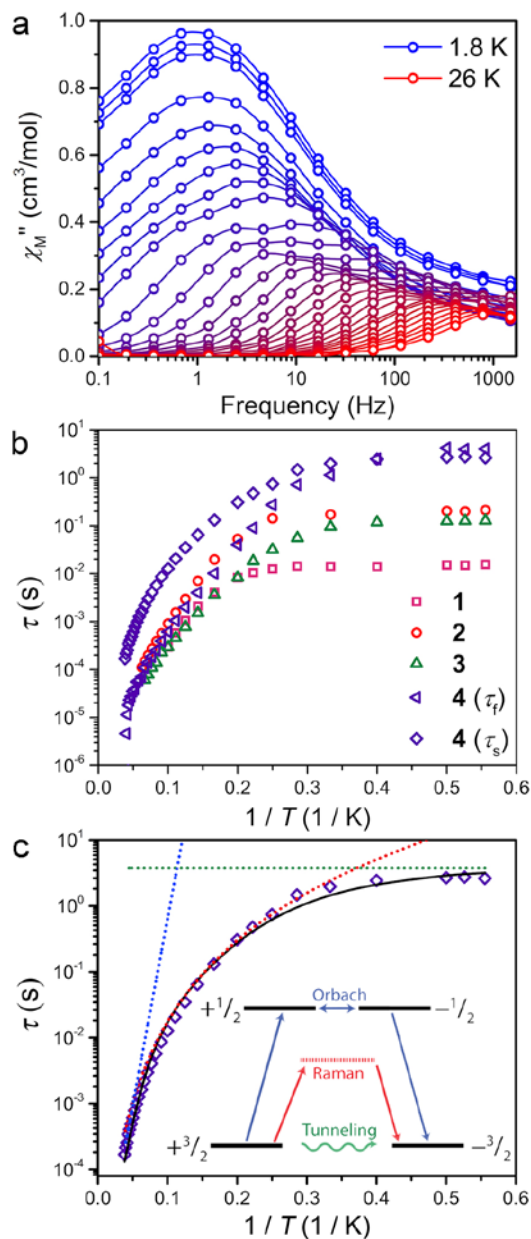 a
1.8 K
26 K
1.0
0.8
0.6
0.4
0.2
0.0
χM'' (cm³/mol)
0.1
1
10
100
1000
Frequency (Hz)
b
10¹
10⁰
10⁻¹
10⁻²
10⁻³
10⁻⁴
10⁻⁵
10⁻⁶
τ (s)
1
2
3
4 (τf)
4 (τs)
0.0
0.1
0.2
0.3
0.4
0.5
0.6
1 / T (1 / K)
c
10¹
10⁰
10⁻¹
10⁻²
10⁻³
10⁻⁴
τ (s)
+1/2
Orbach
−1/2
Raman
Tunneling
+3/2
−3/2
0.0
0.1
0.2
0.3
0.4
0.5
0.6
1 / T (1 / K)